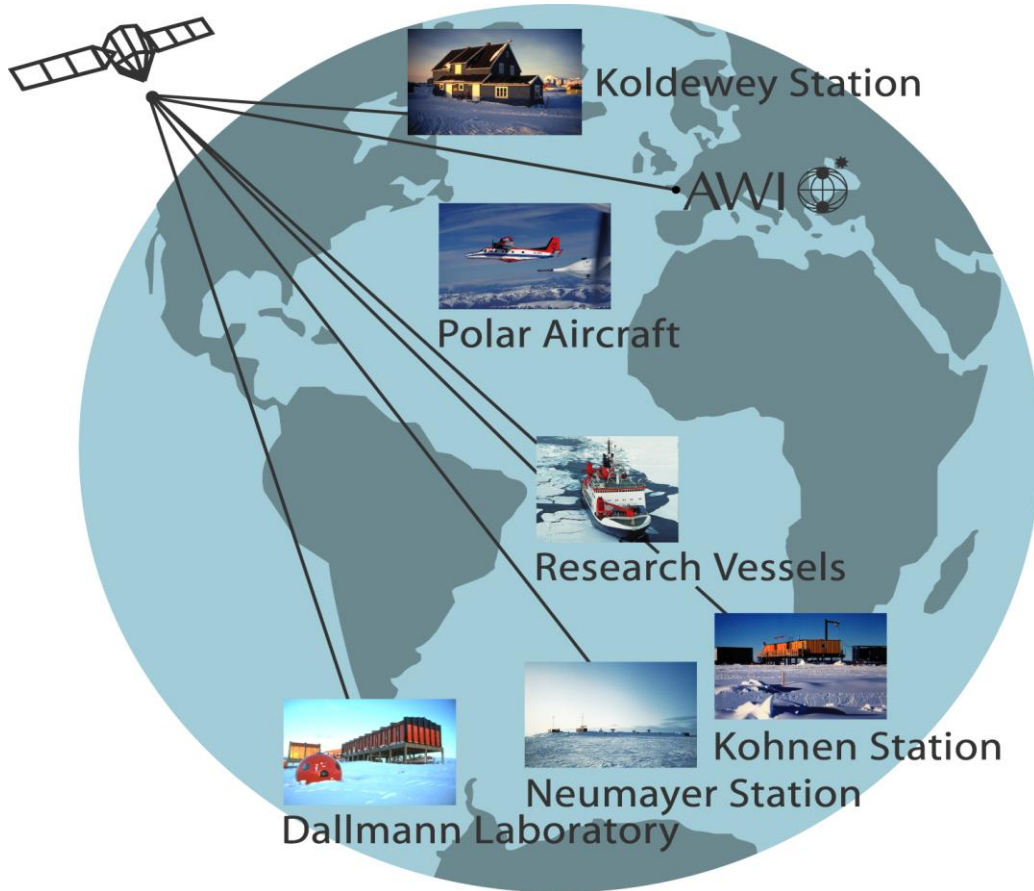 Koldewey Station
AWI
Polar Aircraft
Research Vessels
Kohnen Station
Neumayer Station
Dallmann Laboratory